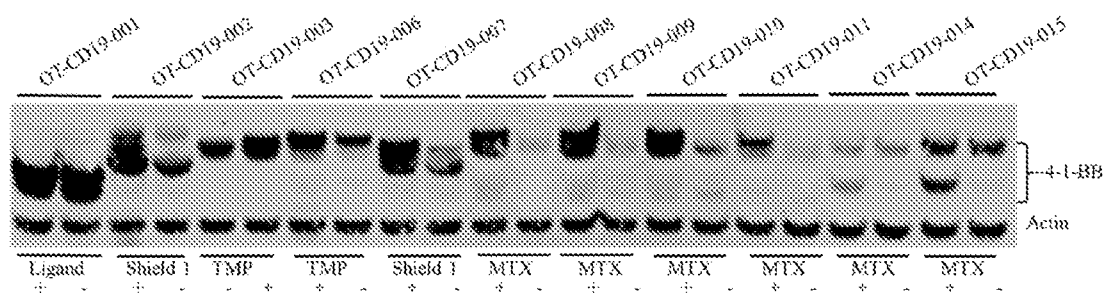 OT-CD19-001 OT-CD19-002 OT-CD19-003 OT-CD19-006 OT-CD19-007 OT-CD19-008 OT-CD19-009 OT-CD19-010 OT-CD19-011 OT-CD19-014 OT-CD19-015
4-1-BB
Actin
Ligand Shield 1 TMP TMP Shield 1 MTX MTX MTX MTX MTX MTX